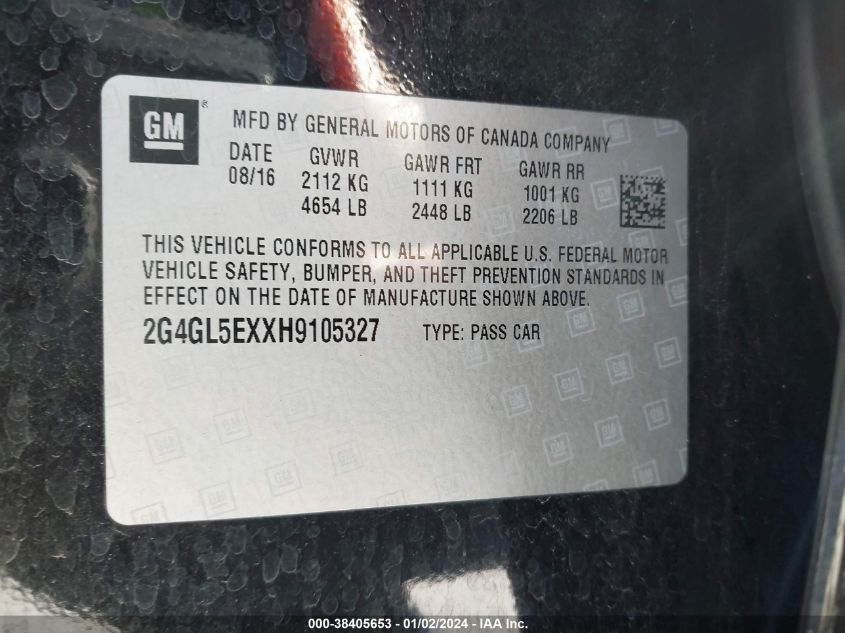 GM ®
MFD BY GENERAL MOTORS OF CANADA COMPANY
DATE GVWR GAWR FRT GAWR RR
08/16 2112 KG 1111 KG 1001 KG
4654 LB 2448 LB 2206 LB
THIS VEHICLE CONFORMS TO ALL APPLICABLE U.S. FEDERAL MOTOR
VEHICLE SAFETY, BUMPER, AND THEFT PREVENTION STANDARDS IN
EFFECT ON THE DATE OF MANUFACTURE SHOWN ABOVE.
2G4GL5EXXH9105327 TYPE: PASS CAR
000-38405653 - 01/02/2024 - IAA Inc.